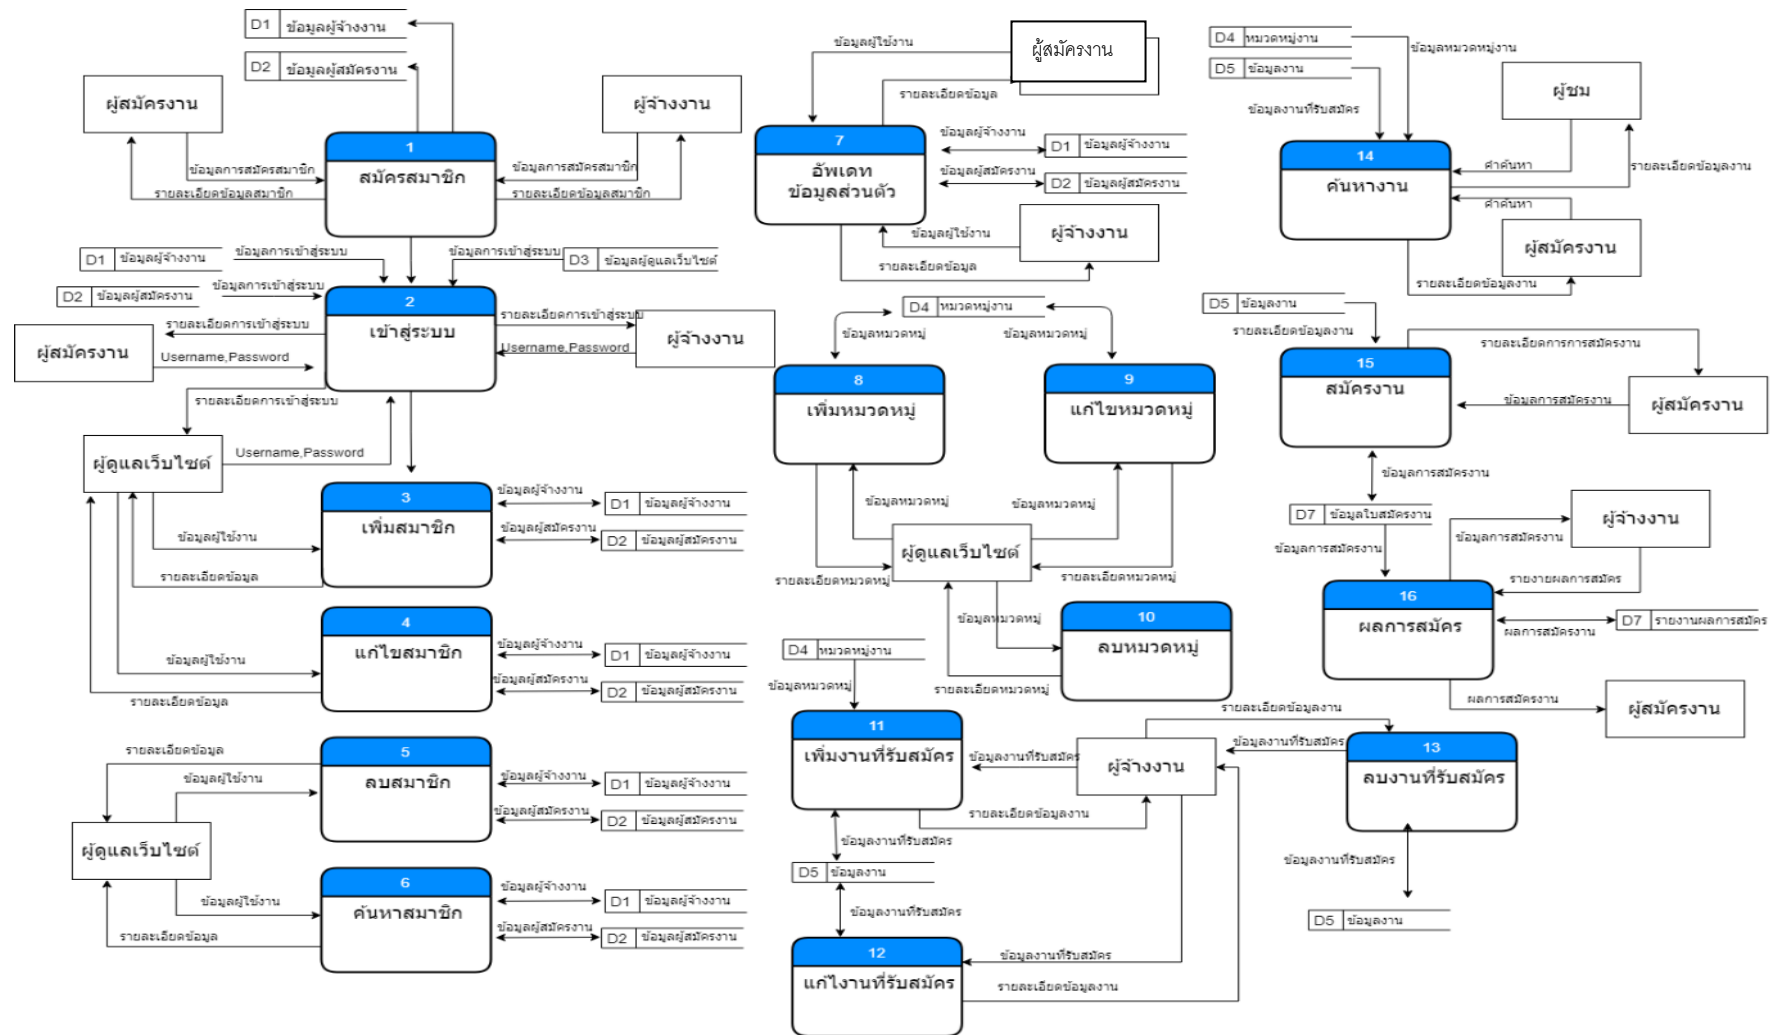 D1 ข้อมูลผู้จ้างงาน
D2 ข้อมูลผู้สมัครงาน
ผู้สมัครงาน
ผู้จ้างงาน
1
สมัครสมาชิก
ข้อมูลการสมัครสมาชิก
รายละเอียดข้อมูลสมาชิก
ข้อมูลการสมัครสมาชิก
รายละเอียดข้อมูลสมาชิก
D1 ข้อมูลผู้จ้างงาน
ข้อมูลการเข้าสู่ระบบ
ข้อมูลการเข้าสู่ระบบ
D3 ข้อมูลผู้ดูแลเว็บไซต์
D2 ข้อมูลผู้สมัครงาน
ข้อมูลการเข้าสู่ระบบ
2
เข้าสู่ระบบ
รายละเอียดการเข้าสู่ระบบ
ผู้สมัครงาน
Username,Password
รายละเอียดการเข้าสู่ระบบ
Username,Password
ผู้จ้างงาน
รายละเอียดการเข้าสู่ระบบ
ผู้ดูแลเว็บไซต์
Username,Password
3
เพิ่มสมาชิก
ข้อมูลผู้ใช้งาน
รายละเอียดข้อมูล
ข้อมูลผู้จ้างงาน
D1 ข้อมูลผู้จ้างงาน
ข้อมูลผู้สมัครงาน
D2 ข้อมูลผู้สมัครงาน
4
แก้ไขสมาชิก
ข้อมูลผู้ใช้งาน
รายละเอียดข้อมูล
ข้อมูลผู้จ้างงาน
D1 ข้อมูลผู้จ้างงาน
ข้อมูลผู้สมัครงาน
D2 ข้อมูลผู้สมัครงาน
5
ลบสมาชิก
รายละเอียดข้อมูล
ข้อมูลผู้ใช้งาน
ข้อมูลผู้จ้างงาน
D1 ข้อมูลผู้จ้างงาน
ข้อมูลผู้สมัครงาน
D2 ข้อมูลผู้สมัครงาน
ผู้ดูแลเว็บไซต์
6
ค้นหาสมาชิก
ข้อมูลผู้ใช้งาน
รายละเอียดข้อมูล
ข้อมูลผู้จ้างงาน
D1 ข้อมูลผู้จ้างงาน
ข้อมูลผู้สมัครงาน
D2 ข้อมูลผู้สมัครงาน
ข้อมูลผู้ใช้งาน
ผู้สมัครงาน
รายละเอียดข้อมูล
7
อัพเดท
ข้อมูลส่วนตัว
ข้อมูลผู้จ้างงาน
D1 ข้อมูลผู้จ้างงาน
ข้อมูลผู้สมัครงาน
D2 ข้อมูลผู้สมัครงาน
ข้อมูลผู้ใช้งาน
ผู้จ้างงาน
รายละเอียดข้อมูล
D4 หมวดหมู่งาน
ข้อมูลหมวดหมู่
ข้อมูลหมวดหมู่
8
เพิ่มหมวดหมู่
9
แก้ไขหมวดหมู่
ข้อมูลหมวดหมู่
ข้อมูลหมวดหมู่
ผู้ดูแลเว็บไซต์
รายละเอียดหมวดหมู่
รายละเอียดหมวดหมู่
ข้อมูลหมวดหมู่
10
ลบหมวดหมู่
รายละเอียดหมวดหมู่
D4 หมวดหมู่งาน
ข้อมูลหมวดหมู่
11
เพิ่มงานที่รับสมัคร
ข้อมูลงานที่รับสมัคร
ผู้จ้างงาน
รายละเอียดข้อมูลงาน
รายละเอียดข้อมูลงาน
ข้อมูลงานที่รับสมัคร
13
ลบงานที่รับสมัคร
ข้อมูลงานที่รับสมัคร
D5 ข้อมูลงาน
ข้อมูลงานที่รับสมัคร
D5 ข้อมูลงาน
ข้อมูลงานที่รับสมัคร
12
แก้ไงานที่รับสมัคร
ข้อมูลงานที่รับสมัคร
รายละเอียดข้อมูลงาน
D4 หมวดหมู่งาน
ข้อมูลหมวดหมู่งาน
D5 ข้อมูลงาน
ข้อมูลงานที่รับสมัคร
ผู้ชม
14
ค้นหางาน
คำค้นหา
รายละเอียดข้อมูลงาน
คำค้นหา
ผู้สมัครงาน
รายละเอียดข้อมูลงาน
D5 ข้อมูลงาน
รายละเอียดข้อมูลงาน
15
สมัครงาน
รายละเอียดการการสมัครงาน
ข้อมูลการสมัครงาน
ผู้สมัครงาน
ข้อมูลการสมัครงาน
D7 ข้อมูลใบสมัครงาน
ข้อมูลการสมัครงาน
ข้อมูลการสมัครงาน
ผู้จ้างงาน
รายงายผลการสมัคร
16
ผลการสมัคร
ผลการสมัครงาน
D7 รายงานผลการสมัคร
ผลการสมัครงาน
ผู้สมัครงาน